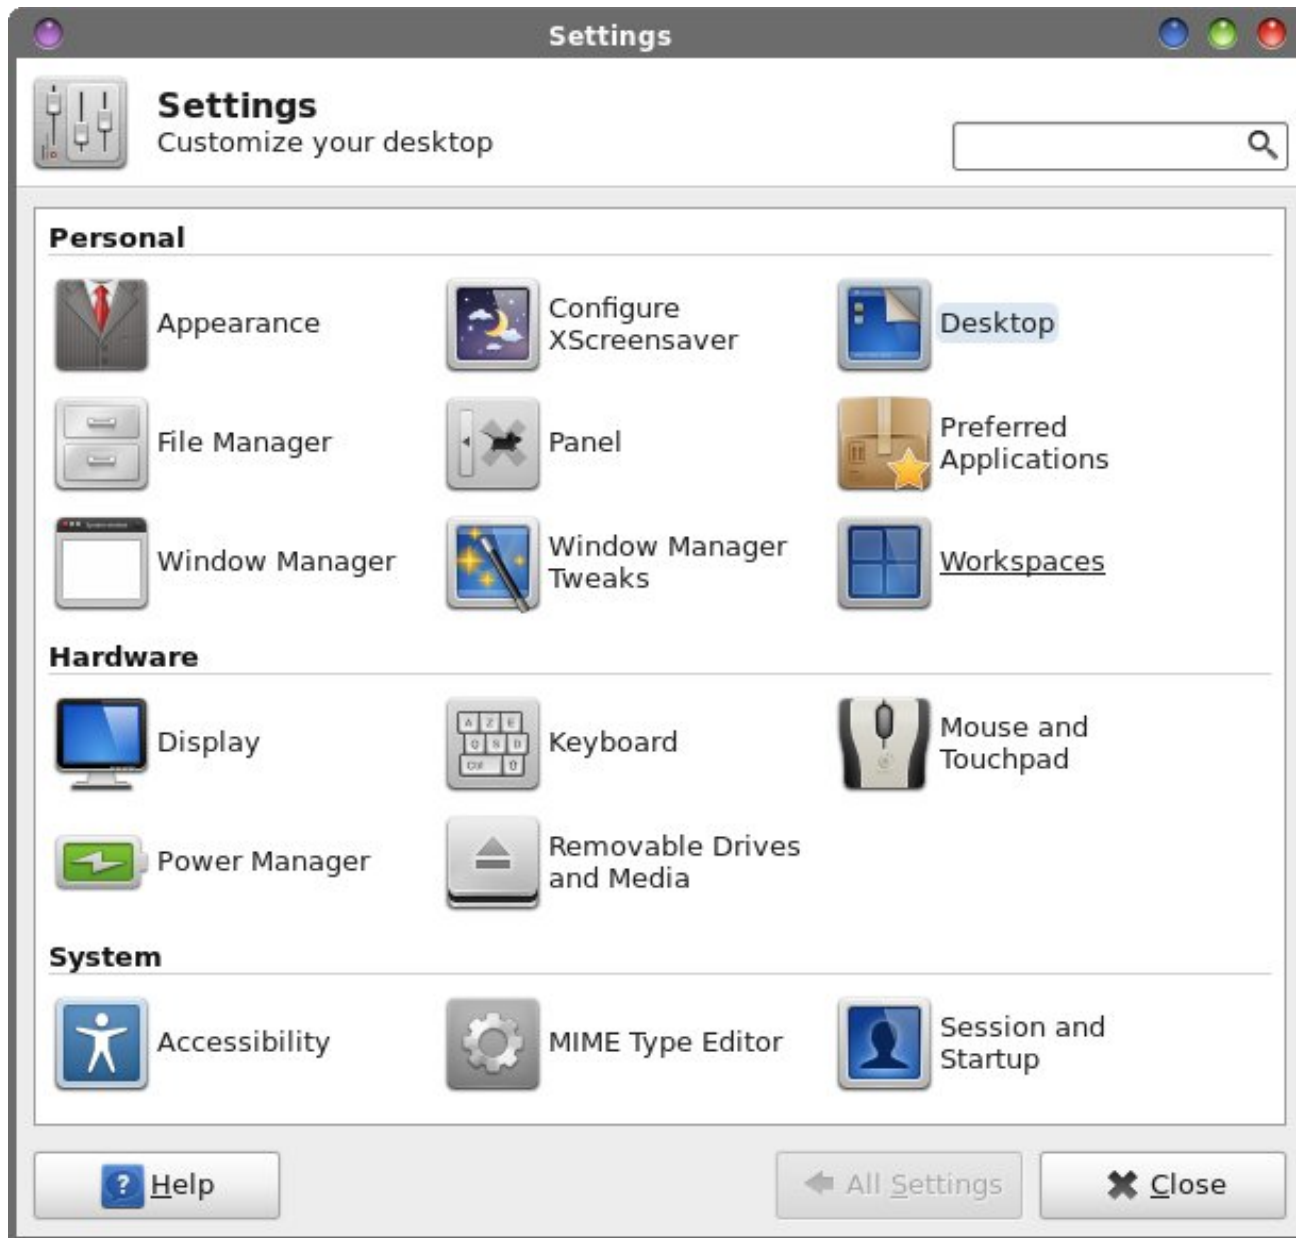 Settings
Settings
Customize your desktop
Personal
Appearance
Configure
XScreensaver
Desktop
File Manager
Panel
Preferred
Applications
Window Manager
Window Manager
Tweaks
Workspaces
Hardware
Display
A Z E
Q S D
Ctrl
Keyboard
Mouse and
Touchpad
Power Manager
Removable Drives
and Media
System
Accessibility
MIME Type Editor
Session and
Startup
? Help
All Settings
Close